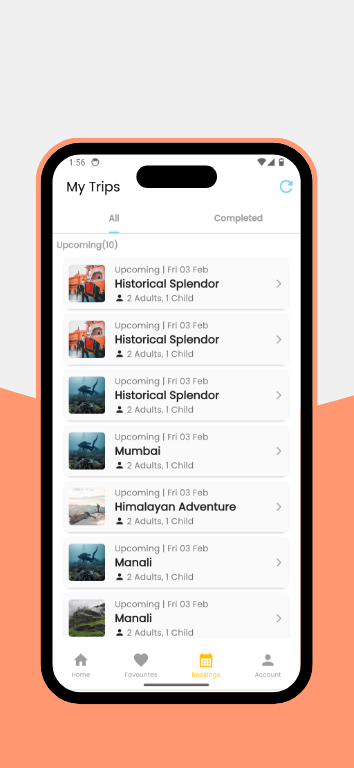 1:56
My Trips
All Completed
Upcoming(10)
Upcoming | Fri 03 Feb
Historical Splendor
2 Adults, 1 Child
Upcoming | Fri 03 Feb
Historical Splendor
2 Adults, 1 Child
Upcoming | Fri 03 Feb
Historical Splendor
2 Adults, 1 Child
Upcoming | Fri 03 Feb
Mumbai
2 Adults, 1 Child
Upcoming | Fri 03 Feb
Himalayan Adventure
2 Adults, 1 Child
Upcoming | Fri 03 Feb
Manali
2 Adults, 1 Child
Upcoming | Fri 03 Feb
Manali
2 Adults, 1 Child
Home Favourites Bookings Account